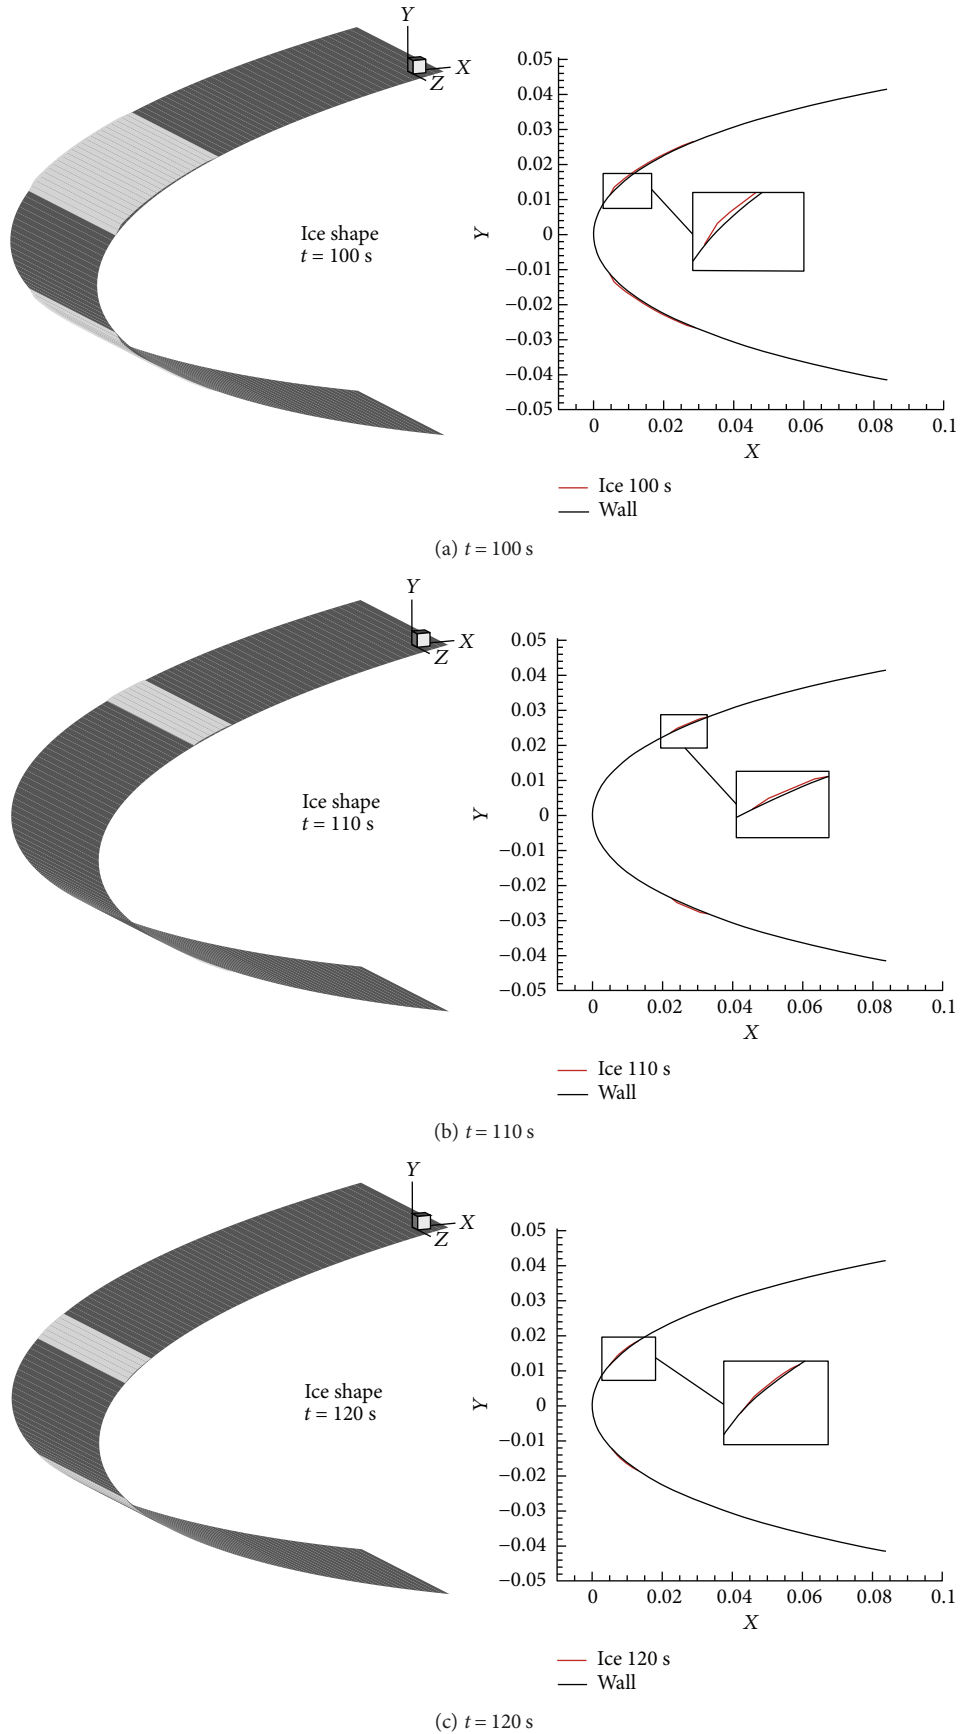 Y
X
Z
Ice shape
t = 100 s
0.05
0.04
0.03
0.02
0.01
0
−0.01
−0.02
−0.03
−0.04
−0.05
Y
0 0.02 0.04 0.06 0.08 0.1
X
Ice 100 s
Wall
(a) t = 100 s
Y
X
Z
Ice shape
t = 110 s
0.05
0.04
0.03
0.02
0.01
0
−0.01
−0.02
−0.03
−0.04
−0.05
Y
0 0.02 0.04 0.06 0.08 0.1
X
Ice 110 s
Wall
(b) t = 110 s
Y
X
Z
Ice shape
t = 120 s
0.05
0.04
0.03
0.02
0.01
0
−0.01
−0.02
−0.03
−0.04
−0.05
Y
0 0.02 0.04 0.06 0.08 0.1
X
Ice 120 s
Wall
(c) t = 120 s